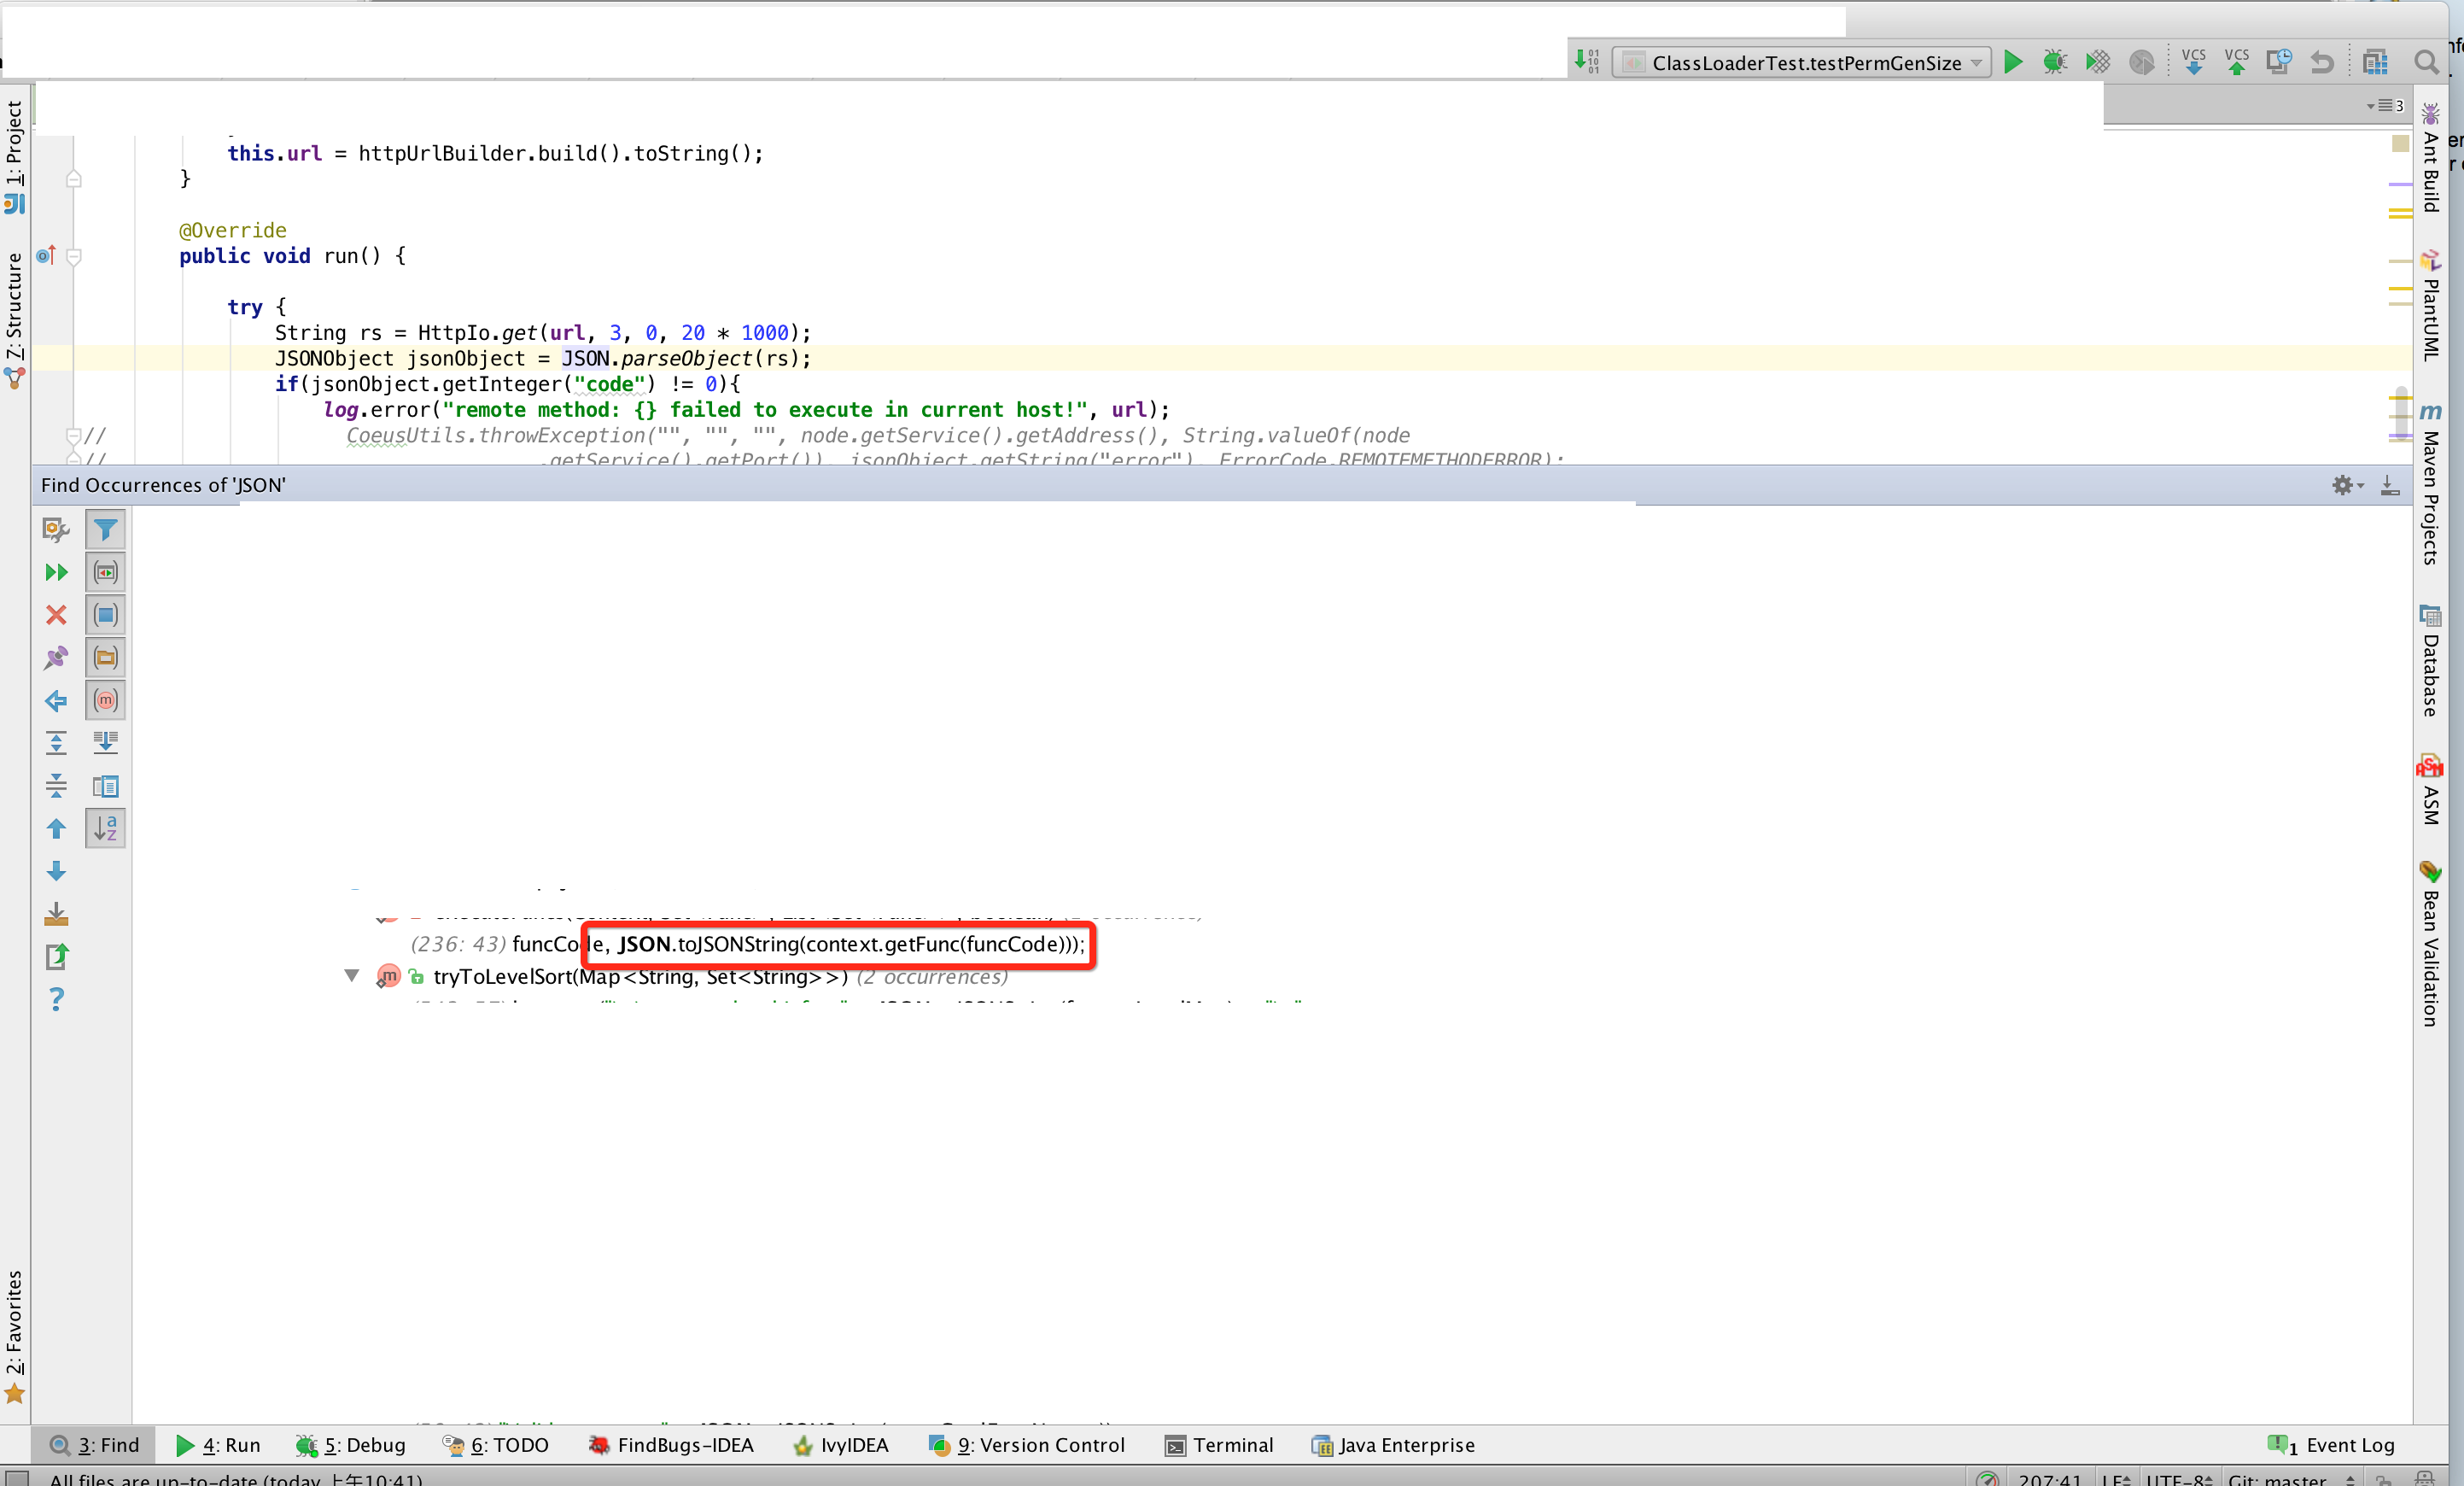 ClassLoaderTest.testPermGenSize
3
1: Project
Z: Structure
2: Favorites
this.url = httpUrlBuilder.build().toString();
}
@Override
public void run() {
try {
String rs = HttpIo.get(url, 3, 0, 20 * 1000);
JSONObject jsonObject = JSON.parseObject(rs);
if(jsonObject.getInteger("code") != 0){
log.error("remote method: {} failed to execute in current host!", url);
// CoeusUtils.throwException("", "", "", node.getService().getAddress(), String.valueOf(node
// .getService().getPort()), jsonObject.getString("error"), ErrorCode.REMOTEMETHODERROR);
Find Occurrences of 'JSON'
(236: 43) funcCode, JSON.toJSONString(context.getFunc(funcCode)));
tryToLevelSort(Map<String, Set<String>>) (2 occurrences)
Ant Build
PlantUML
Maven Projects
Database
ASM
Bean Validation
3: Find 4: Run 5: Debug 6: TODO FindBugs-IDEA IvyIDEA 9: Version Control Terminal Java Enterprise 1 Event Log
All files are up-to-date (today 上午10:41) 207:41 LF UTF-8 Git: master